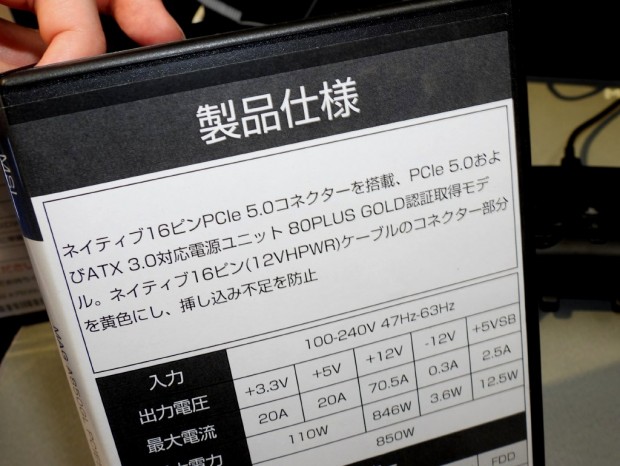 製品仕様
ネイティブ16ピンPCIe 5.0コネクターを搭載、PCIe 5.0およ
びATX 3.0対応電源ユニット 80PLUS GOLD認証取得モデ
ル。ネイティブ16ピン(12VHPWR)ケーブルのコネクター部分
を黄色にし、挿し込み不足を防止
入力 100-240V 47Hz-63Hz
出力電圧 +3.3V +5V +12V -12V +5VSB
最大電流 20A 20A 70.5A 0.3A 2.5A
110W 846W 3.6W 12.5W
850W
FDD